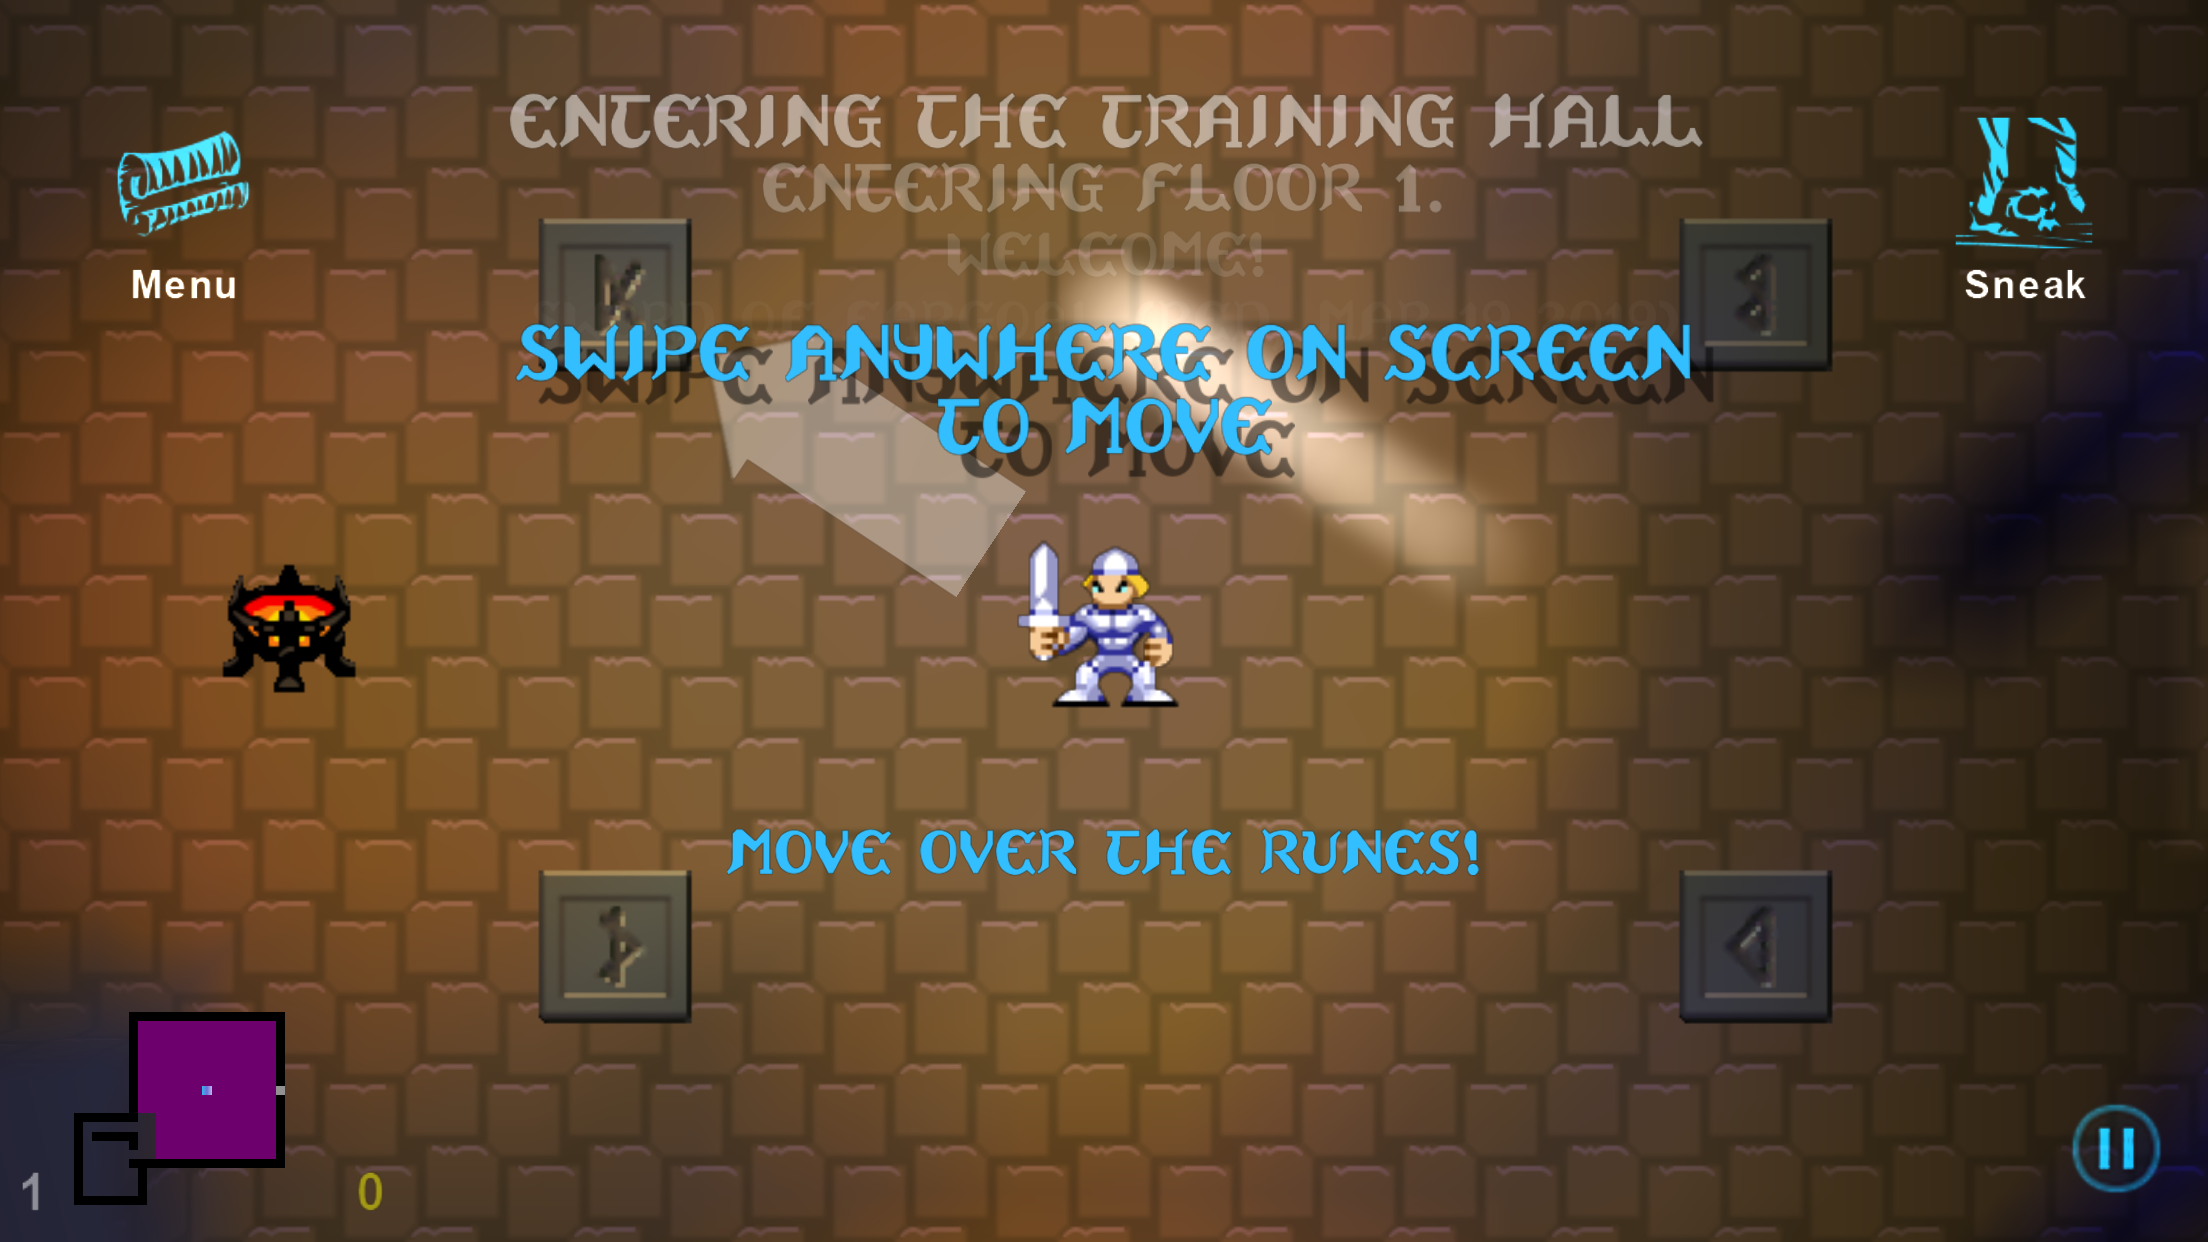 ENTERING THE TRAINING HALL
ENTERING FLOOR 1.
WELCOME!
Menu
Sneak
SWIPE ANYWHERE ON SCREEN
TO MOVE
MOVE OVER THE RUNES!
1
0